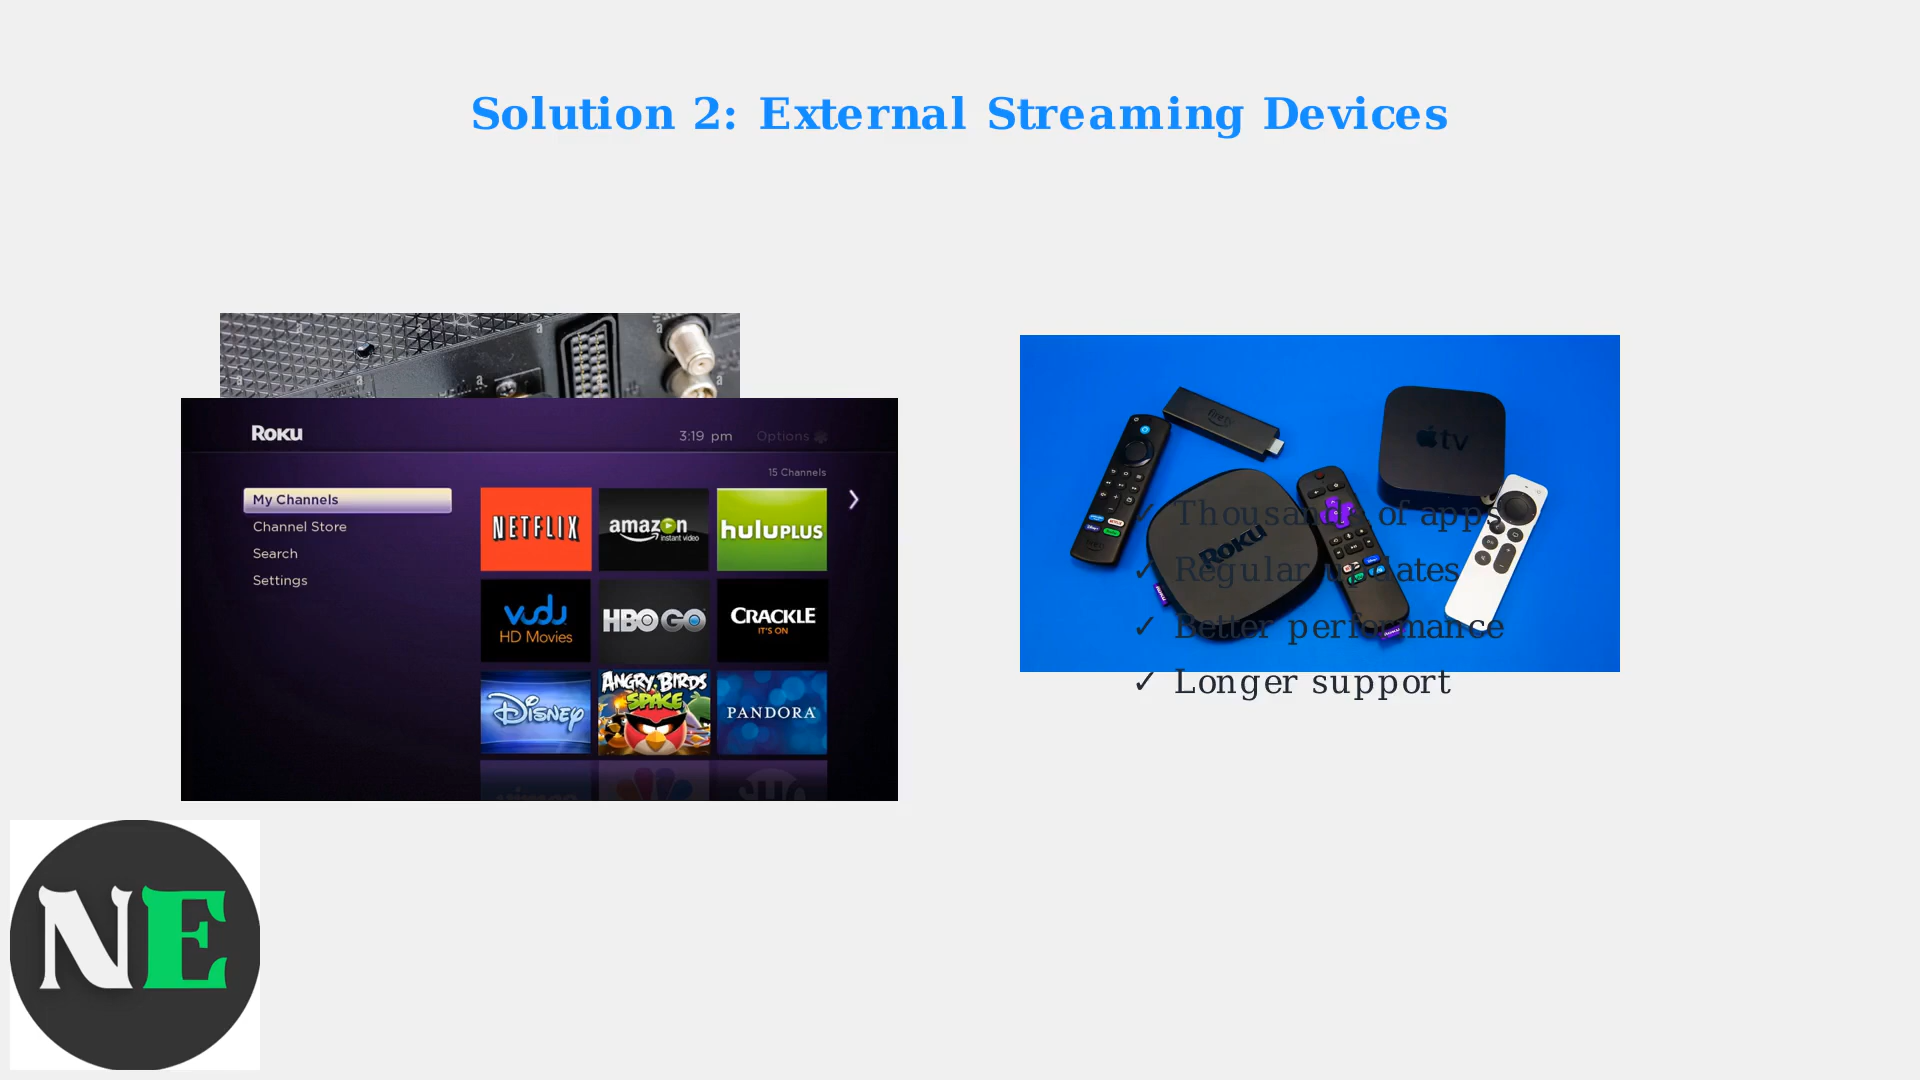 Solution 2: External Streaming Devices
Roku
3:19 pm
Options
15 Channels
My Channels
Channel Store
Search
Settings
NETFLIX
amazon
instant video
huluPLUS
vudu
HD Movies
HBO GO
CRACKLE
IT'S ON
Disney
ANGRY BIRDS
SPACE
PANDORA
fire tv
tv
Roku
✓ Thousands of apps
✓ Regular updates
✓ Better performance
✓ Longer support
NE